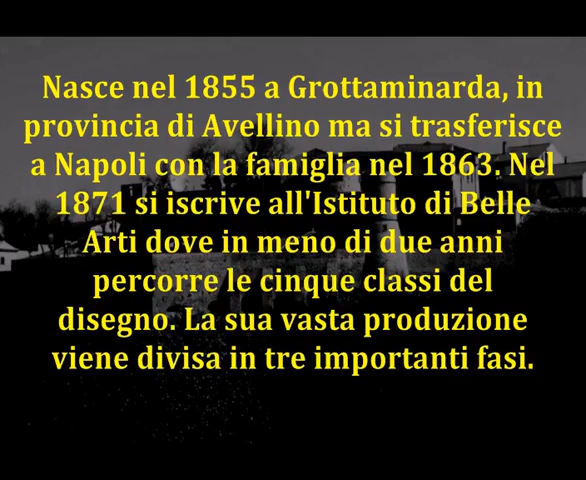 Nasce nel 1855 a Grottaminarda, in
provincia di Avellino ma si trasferisce
a Napoli con la famiglia nel 1863. Nel
1871 si iscrive all'Istituto di Belle
Arti dove in meno di due anni
percorre le cinque classi del
disegno. La sua vasta produzione
viene divisa in tre importanti fasi.